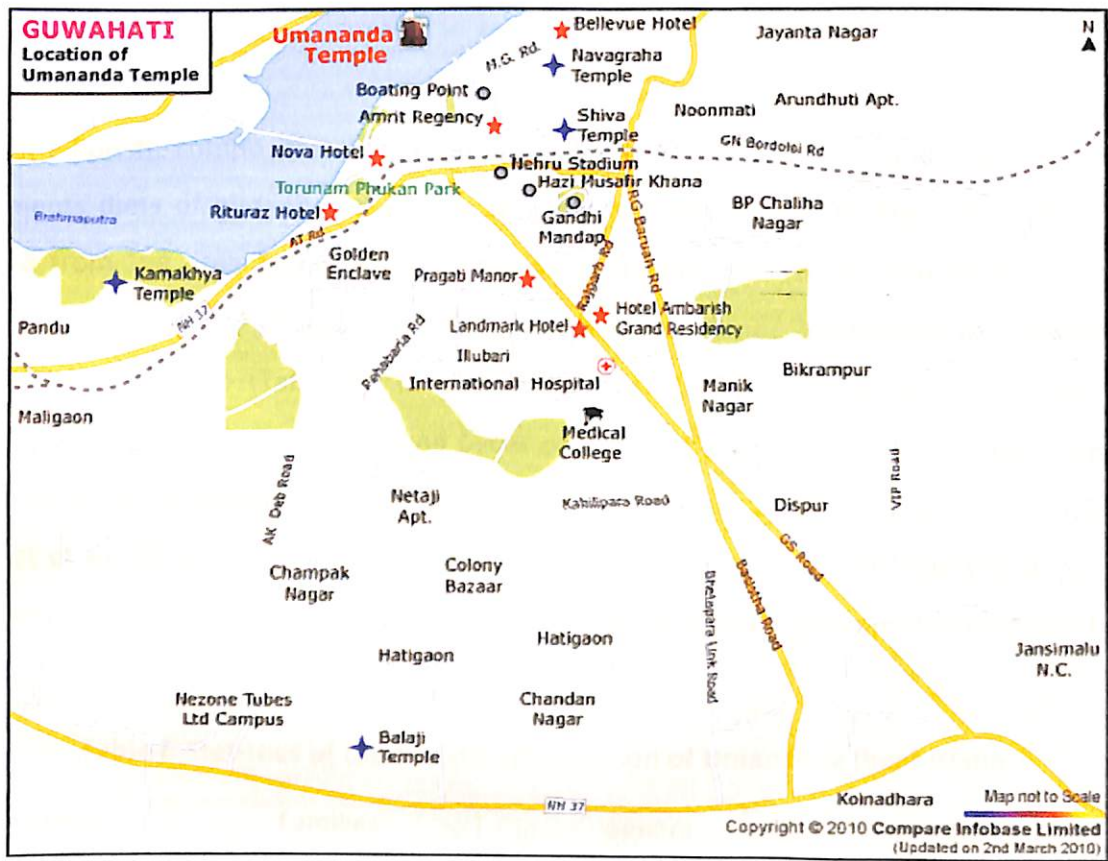 GUWAHATI
Location of
Umananda Temple
Umananda
Temple
Bellevue Hotel
N
Jayanta Nagar
M.G. Rd.
Navagraha
Temple
Boating Point
Amrit Regency
Shiva
Temple
Noonmati
Arundhuti Apt.
GN Bordoloi Rd
Nova Hotel
Nehru Stadium
Torunam Phukan Park
Hazi Musafir Khana
Rituraz Hotel
Gandhi
Mandap
BP Chaliha
Nagar
Brahmaputra
AT Rd
Golden
Enclave
Rajgarh Rd
RG Baruah Rd
Kamakhya
Temple
Pragati Manor
NH 37
Hotel Ambarish
Grand Residency
Pandu
Landmark Hotel
Illubari
Rehabaria Rd
International Hospital
Bikrampur
Manik
Nagar
Maligaon
Medical
College
AK Deb Road
Netaji
Apt.
Kahilipara Road
Dispur
VIP Road
GS Road
Champak
Nagar
Colony
Bazaar
Basistha Road
Bhetapara Link Road
Hatigaon
Hatigaon
Jansimalu
N.C.
Nezone Tubes
Ltd Campus
Chandan
Nagar
Balaji
Temple
NH 37
Koinadhara
Map not to Scale
Copyright © 2010 Compare Infobase Limited
(Updated on 2nd March 2010)